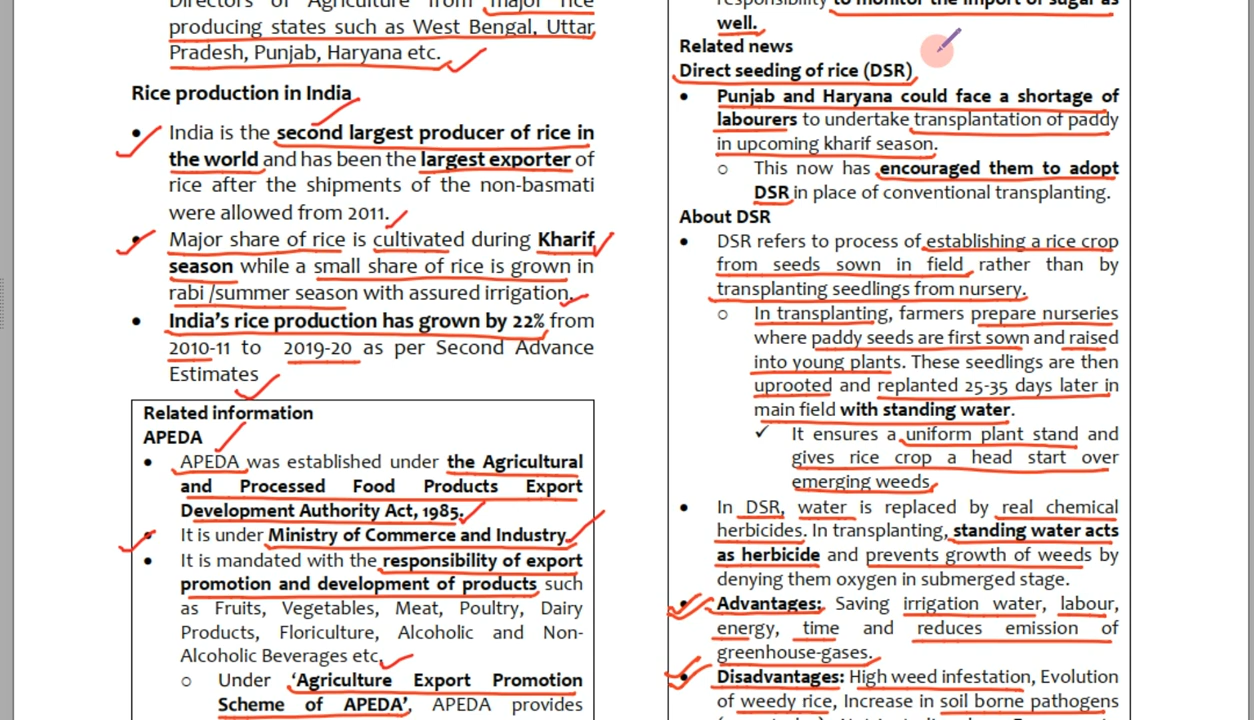 Directors of Agriculture from major rice
producing states such as West Bengal, Uttar
Pradesh, Punjab, Haryana etc.
Rice production in India
• India is the second largest producer of rice in
the world and has been the largest exporter of
rice after the shipments of the non-basmati
were allowed from 2011.
• Major share of rice is cultivated during Kharif
season while a small share of rice is grown in
rabi /summer season with assured irrigation.
• India's rice production has grown by 22% from
2010-11 to 2019-20 as per Second Advance
Estimates
Related information
APEDA
• APEDA was established under the Agricultural
and Processed Food Products Export
Development Authority Act, 1985.
• It is under Ministry of Commerce and Industry
• It is mandated with the responsibility of export
promotion and development of products such
as Fruits, Vegetables, Meat, Poultry, Dairy
Products, Floriculture, Alcoholic and Non-
Alcoholic Beverages etc.
o Under 'Agriculture Export Promotion
Scheme of APEDA', APEDA provides
responsibility to monitor the import of sugar as
well.
Related news
Direct seeding of rice (DSR)
• Punjab and Haryana could face a shortage of
labourers to undertake transplantation of paddy
in upcoming kharif season.
o This now has encouraged them to adopt
DSR in place of conventional transplanting.
About DSR
• DSR refers to process of establishing a rice crop
from seeds sown in field rather than by
transplanting seedlings from nursery.
o In transplanting, farmers prepare nurseries
where paddy seeds are first sown and raised
into young plants. These seedlings are then
uprooted and replanted 25-35 days later in
main field with standing water.
✓ It ensures a uniform plant stand and
gives rice crop a head start over
emerging weeds.
• In DSR, water is replaced by real chemical
herbicides. In transplanting, standing water acts
as herbicide and prevents growth of weeds by
denying them oxygen in submerged stage.
• Advantages: Saving irrigation water, labour,
energy, time and reduces emission of
greenhouse-gases.
• Disadvantages: High weed infestation, Evolution
of weedy rice, Increase in soil borne pathogens